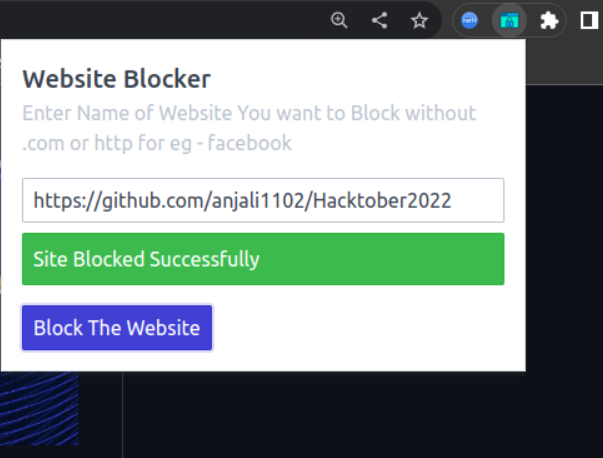 Website Blocker
Enter Name of Website You want to Block without
.com or http for eg - facebook
https://github.com/anjali1102/Hacktober2022
Site Blocked Successfully
Block The Website